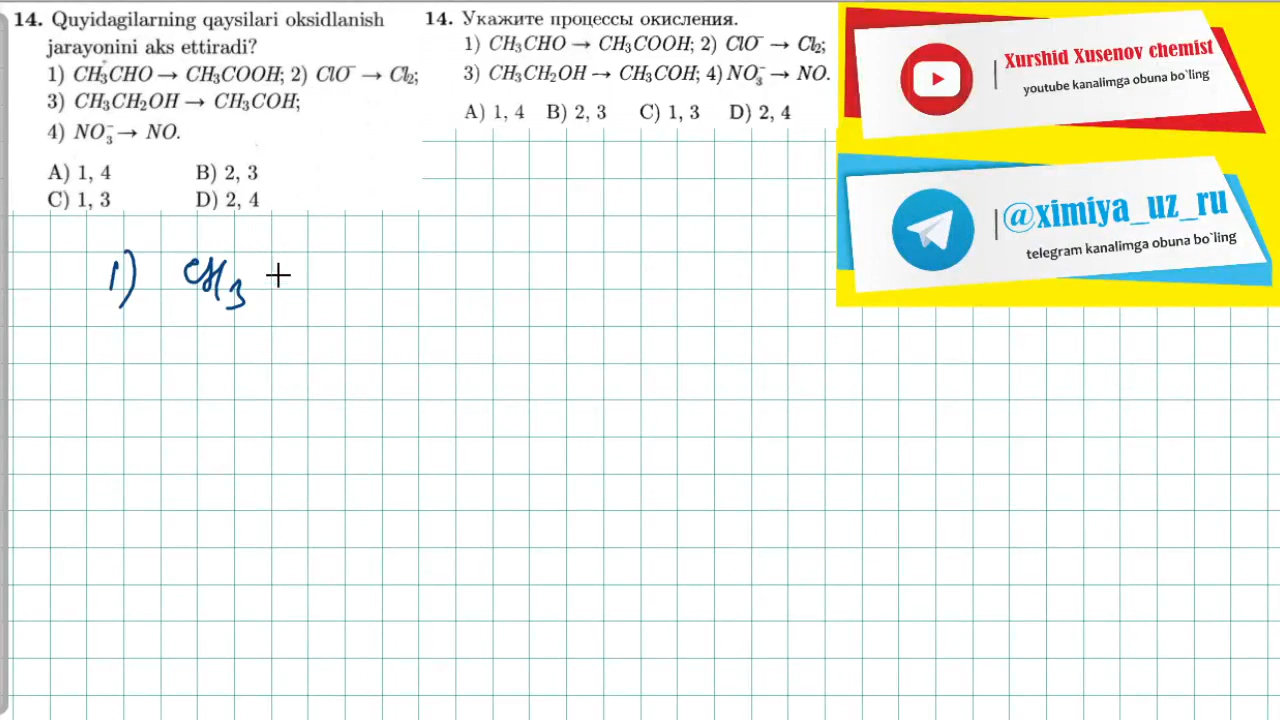 14. Quyidagilarning qaysilari oksidlanish
jarayonini aks ettiradi?
1) CH₃CHO → CH₃COOH; 2) ClO⁻ → Cl₂;
3) CH₃CH₂OH → CH₃COH;
4) NO₃⁻ → NO.
A) 1, 4 B) 2, 3
C) 1, 3 D) 2, 4
14. Укажите процессы окисления.
1) CH₃CHO → CH₃COOH; 2) ClO⁻ → Cl₂;
3) CH₃CH₂OH → CH₃COH; 4) NO₃⁻ → NO.
A) 1, 4 B) 2, 3 C) 1, 3 D) 2, 4
Xurshid Xusenov chemist
youtube kanalimga obuna bo`ling
@ximiya_uz_ru
telegram kanalimga obuna bo`ling
1) CH₃